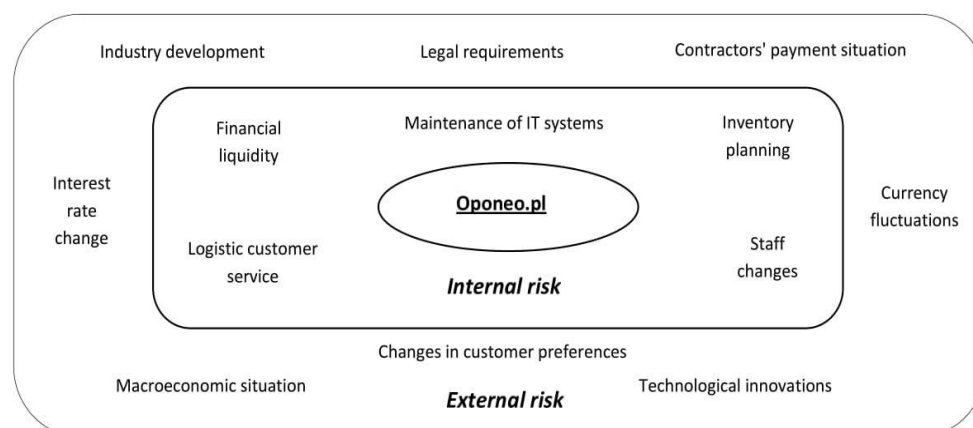 Industry development
Legal requirements
Contractors' payment situation
Financial
liquidity
Maintenance of IT systems
Inventory
planning
Interest
rate
change
Oponeo.pl
Currency
fluctuations
Logistic customer
service
Staff
changes
Internal risk
Changes in customer preferences
Macroeconomic situation
Technological innovations
External risk